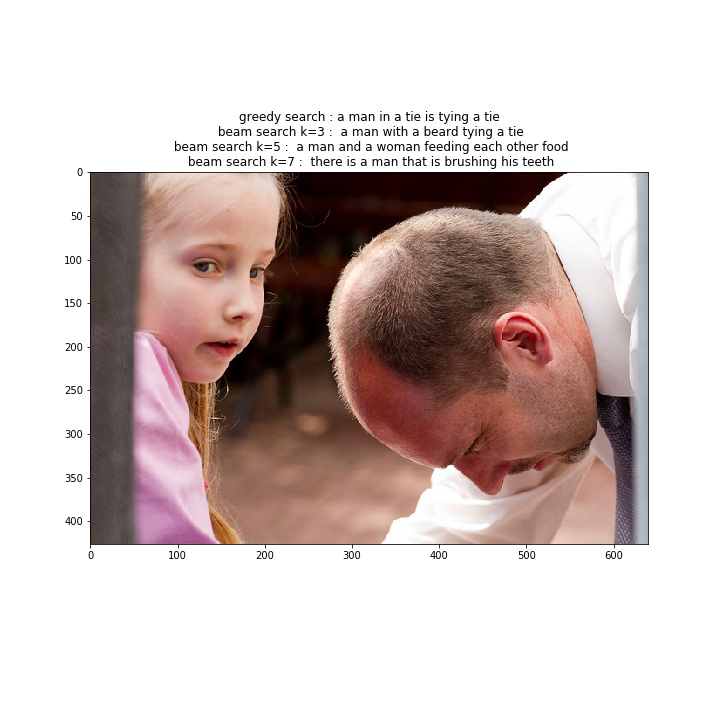 greedy search : a man in a tie is tying a tie
beam search k=3 :  a man with a beard tying a tie
beam search k=5 :  a man and a woman feeding each other food
beam search k=7 :  there is a man that is brushing his teeth
0
50
100
150
200
250
300
350
400
0 100 200 300 400 500 600